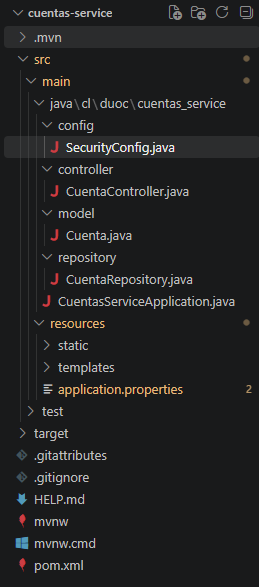 cuentas-service
.mvn
src
main
java\cl\duoc\cuentas_service
config
SecurityConfig.java
controller
CuentaController.java
model
Cuenta.java
repository
CuentaRepository.java
CuentasServiceApplication.java
resources
static
templates
application.properties 2
test
target
.gitattributes
.gitignore
HELP.md
mvnw
mvnw.cmd
pom.xml